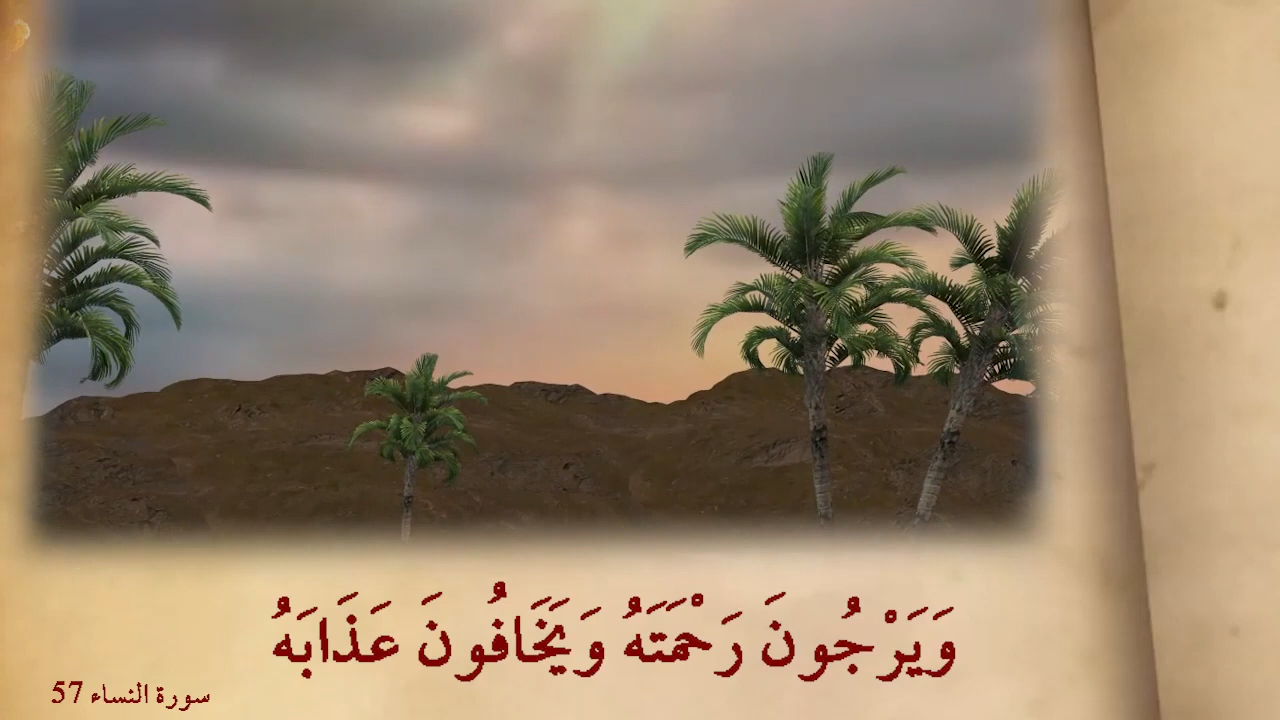 وَيَرْجُونَ رَحْمَتَهُ وَيَخَافُونَ عَذَابَهُ
سورة النساء 57